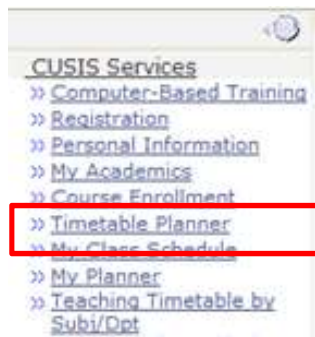 CUSIS Services
» Computer-Based Training
» Registration
» Personal Information
» My Academics
» Course Enrollment
» Timetable Planner
» My Class Schedule
» My Planner
» Teaching Timetable by
Subj/Dpt